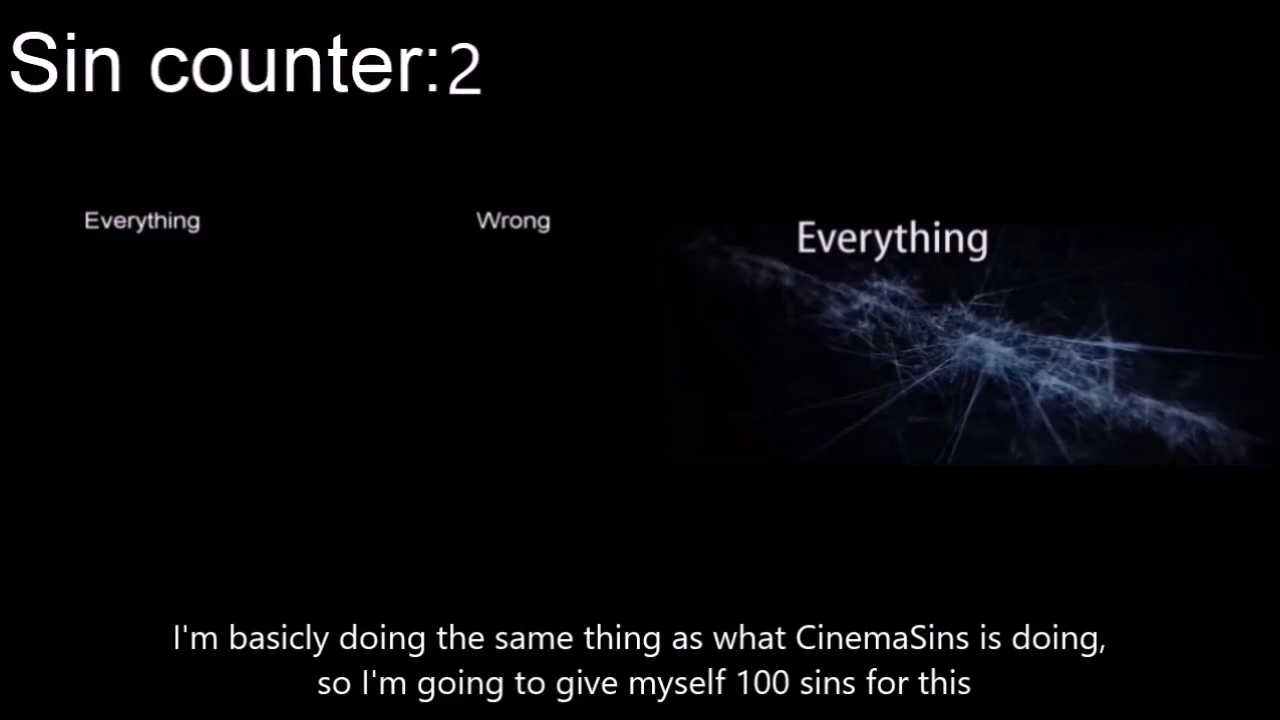 Sin counter:2
Everything Wrong
Everything
I'm basicly doing the same thing as what CinemaSins is doing,
so I'm going to give myself 100 sins for this